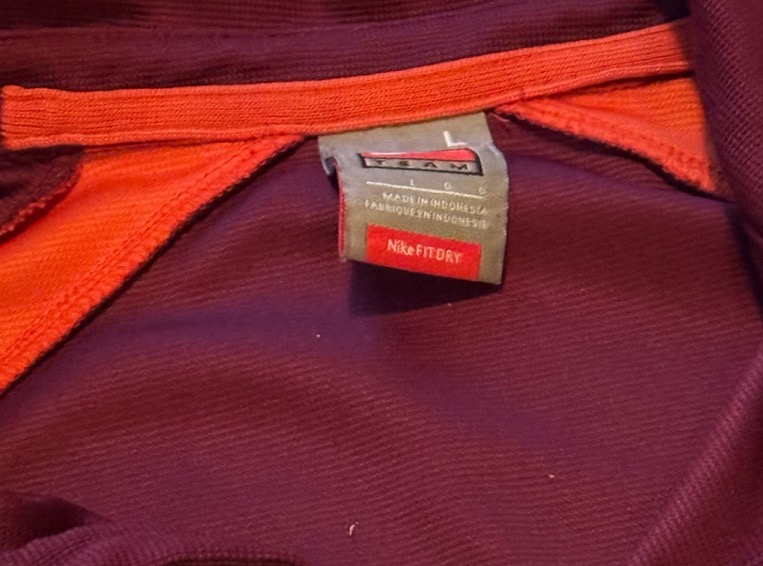 L
TEAM
L G G
MADE IN INDONESIA
FABRIQUE EN INDONESIE
Nike FIT DRY